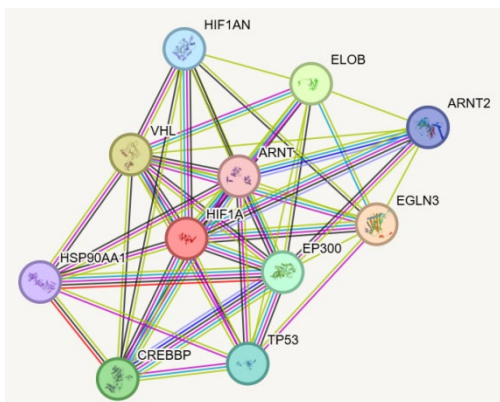 HIF1AN
ELOB
ARNT2
VHL
ARNT
EGLN3
HIF1A
HSP90AA1
EP300
TP53
CREBBP